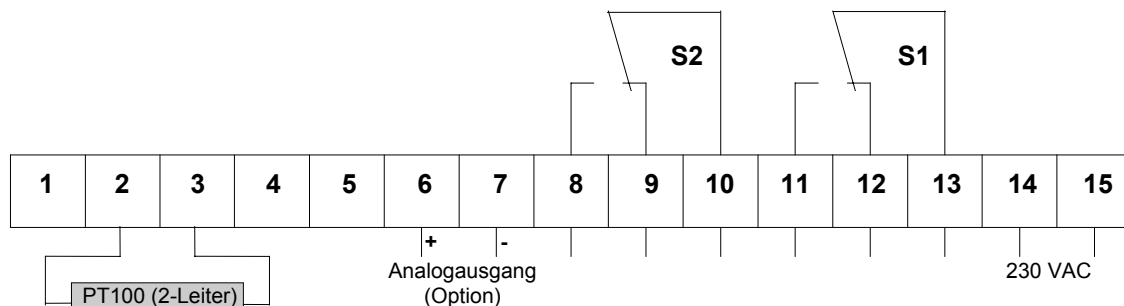 S2 S1
1 2 3 4 5 6 7 8 9 10 11 12 13 14 15
+ -
Analogausgang 230 VAC
(Option)
PT100 (2-Leiter)